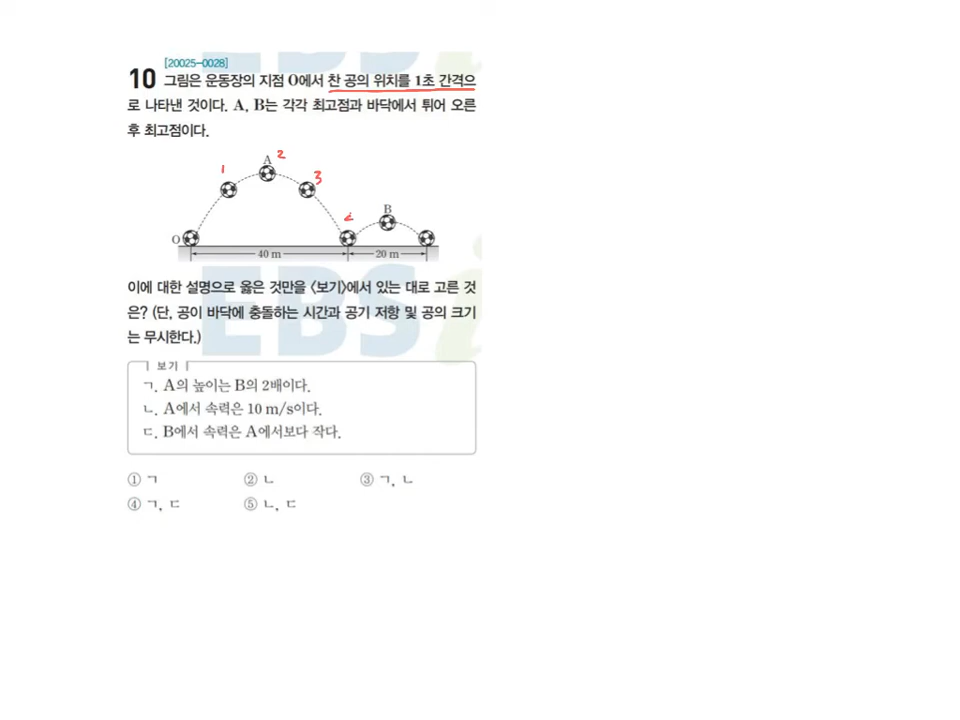 [20025-0028]
10 그림은 운동장의 지점 O에서 찬 공의 위치를 1초 간격으
로 나타낸 것이다. A, B는 각각 최고점과 바닥에서 튀어 오른
후 최고점이다.
1 A 2
3
4
B
O
40 m 20 m
이에 대한 설명으로 옳은 것만을 〈보기〉에서 있는 대로 고른 것
은? (단, 공이 바닥에 충돌하는 시간과 공기 저항 및 공의 크기
는 무시한다.)
보기
ㄱ. A의 높이는 B의 2배이다.
ㄴ. A에서 속력은 10 m/s이다.
ㄷ. B에서 속력은 A에서보다 작다.
① ㄱ ② ㄴ ③ ㄱ, ㄴ
④ ㄱ, ㄷ ⑤ ㄴ, ㄷ
EBSi